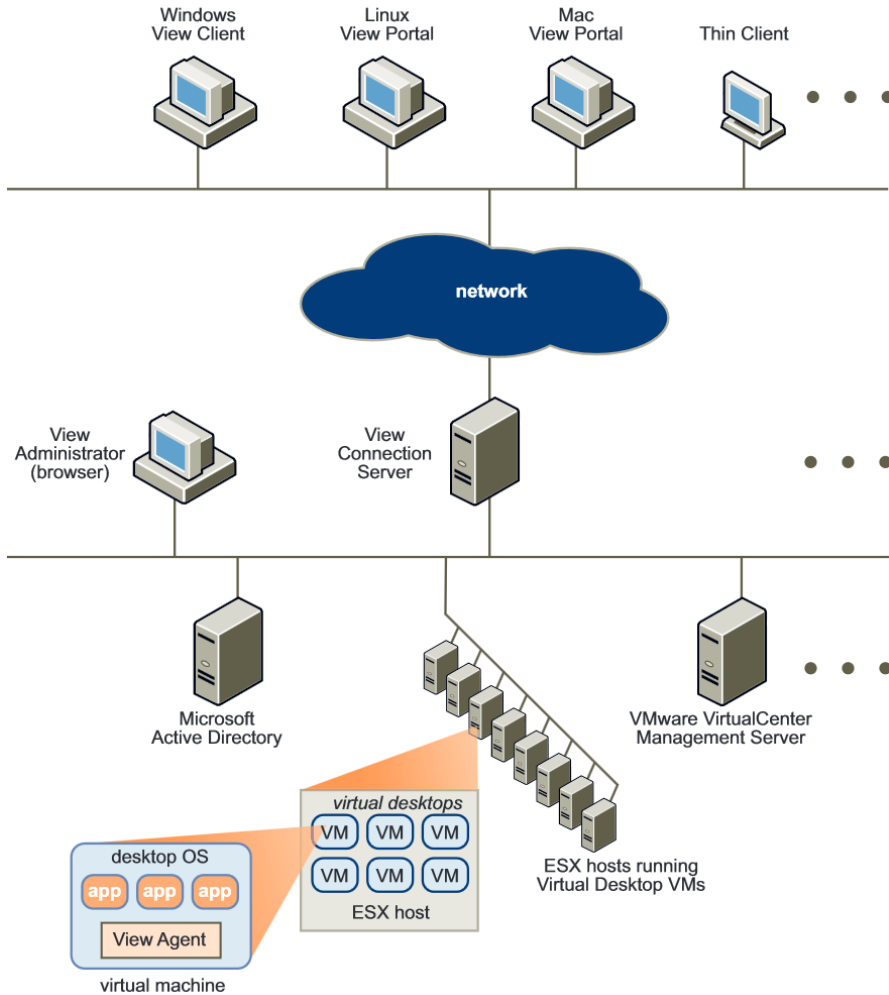 Windows
View Client
Linux
View Portal
Mac
View Portal
Thin Client
network
View
Administrator
(browser)
View
Connection
Server
Microsoft
Active Directory
VMware VirtualCenter
Management Server
virtual desktops
VM VM VM
VM VM VM
ESX host
ESX hosts running
Virtual Desktop VMs
desktop OS
app app app
View Agent
virtual machine